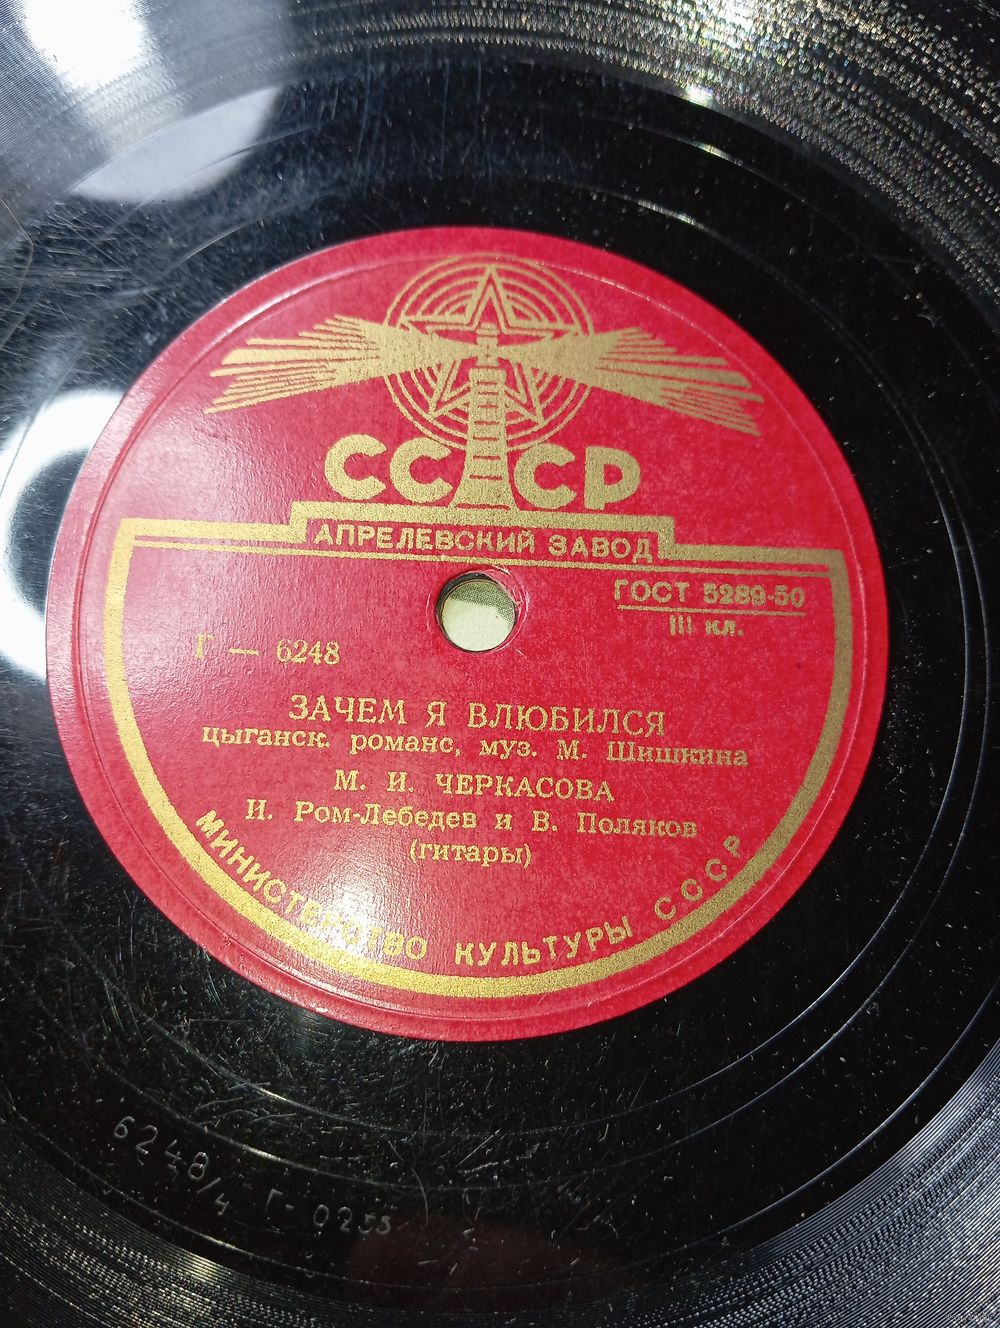 СССР
АПРЕЛЕВСКИЙ ЗАВОД
ГОСТ 5289-50
III кл.
Г — 6248
ЗАЧЕМ Я ВЛЮБИЛСЯ
цыганск. романс, муз. М. Шишкина
М. И. ЧЕРКАСОВА
И. Ром-Лебедев и В. Поляков
(гитары)
МИНИСТЕРСТВО КУЛЬТУРЫ СССР
6248/4 Г-0255